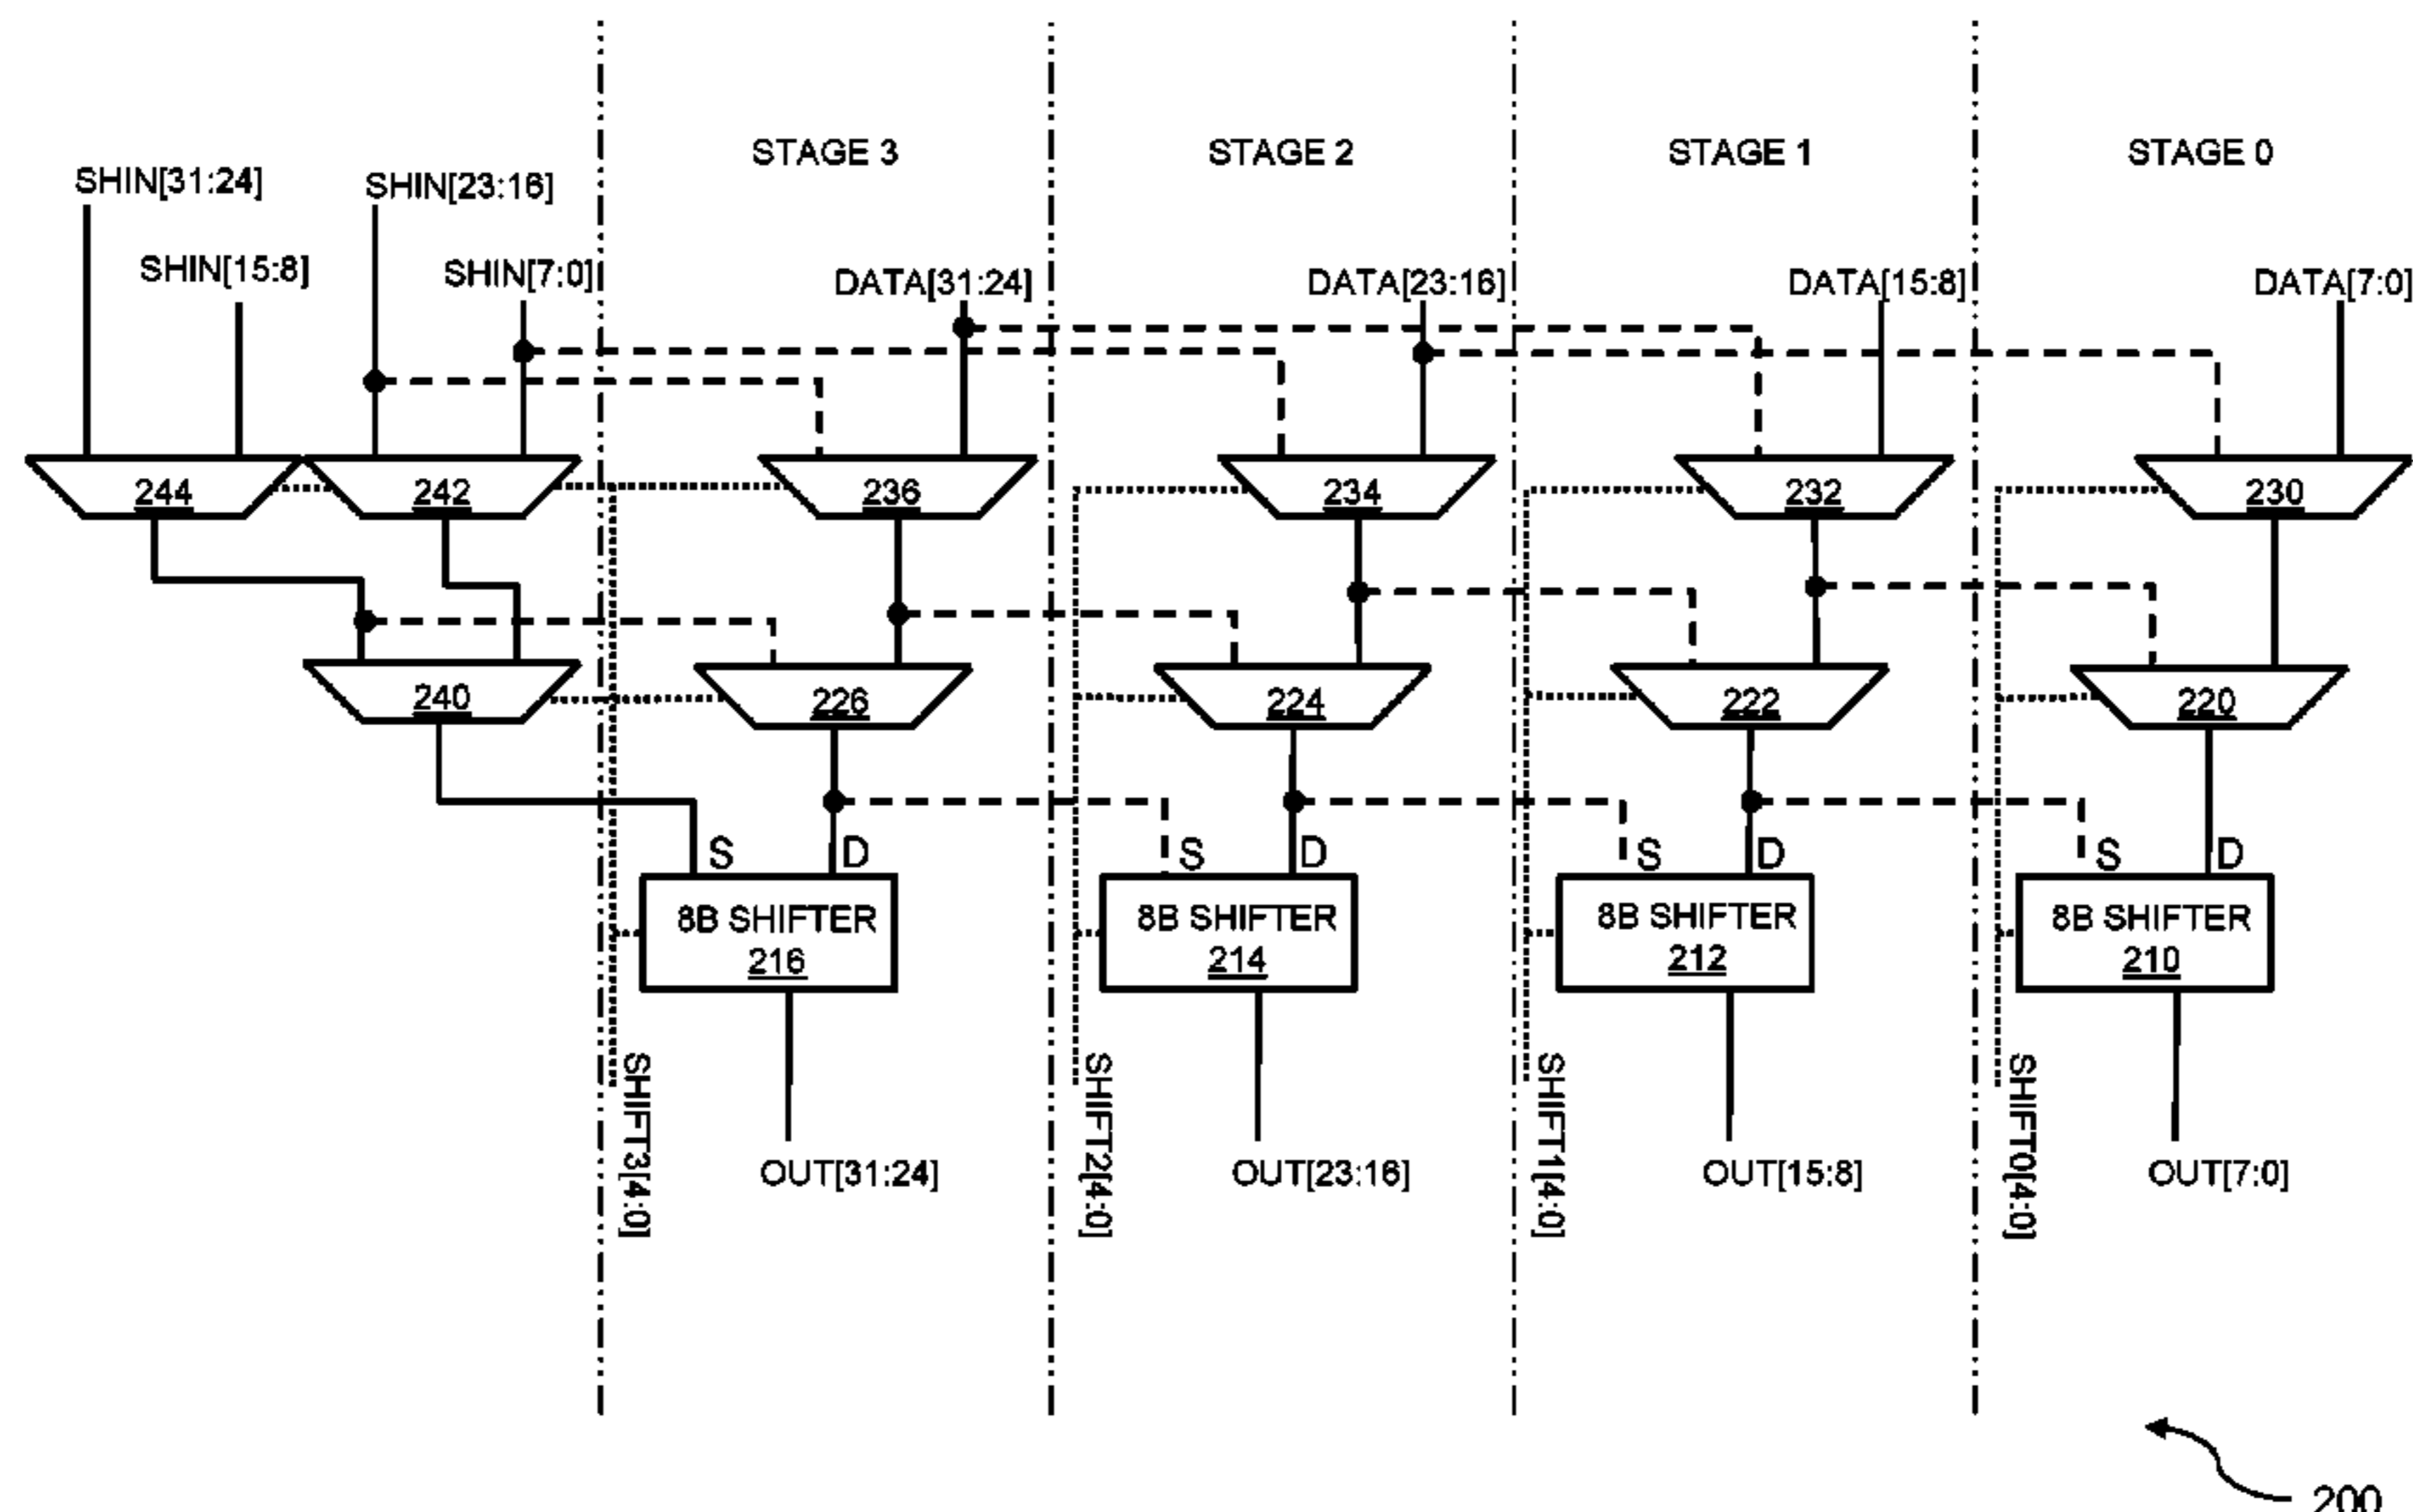 STAGE 3
STAGE 2
STAGE 1
STAGE 0
SHIN[31:24]
SHIN[23:16]
SHIN[15:8]
SHIN[7:0]
DATA[31:24]
DATA[23:16]
DATA[15:8]
DATA[7:0]
244
242
236
234
232
230
240
226
224
222
220
S
D
S
D
S
D
S
D
8B SHIFTER
216
8B SHIFTER
214
8B SHIFTER
212
8B SHIFTER
210
SHIFT3[4:0]
SHIFT2[4:0]
SHIFT1[4:0]
SHIFT0[4:0]
OUT[31:24]
OUT[23:16]
OUT[15:8]
OUT[7:0]
200